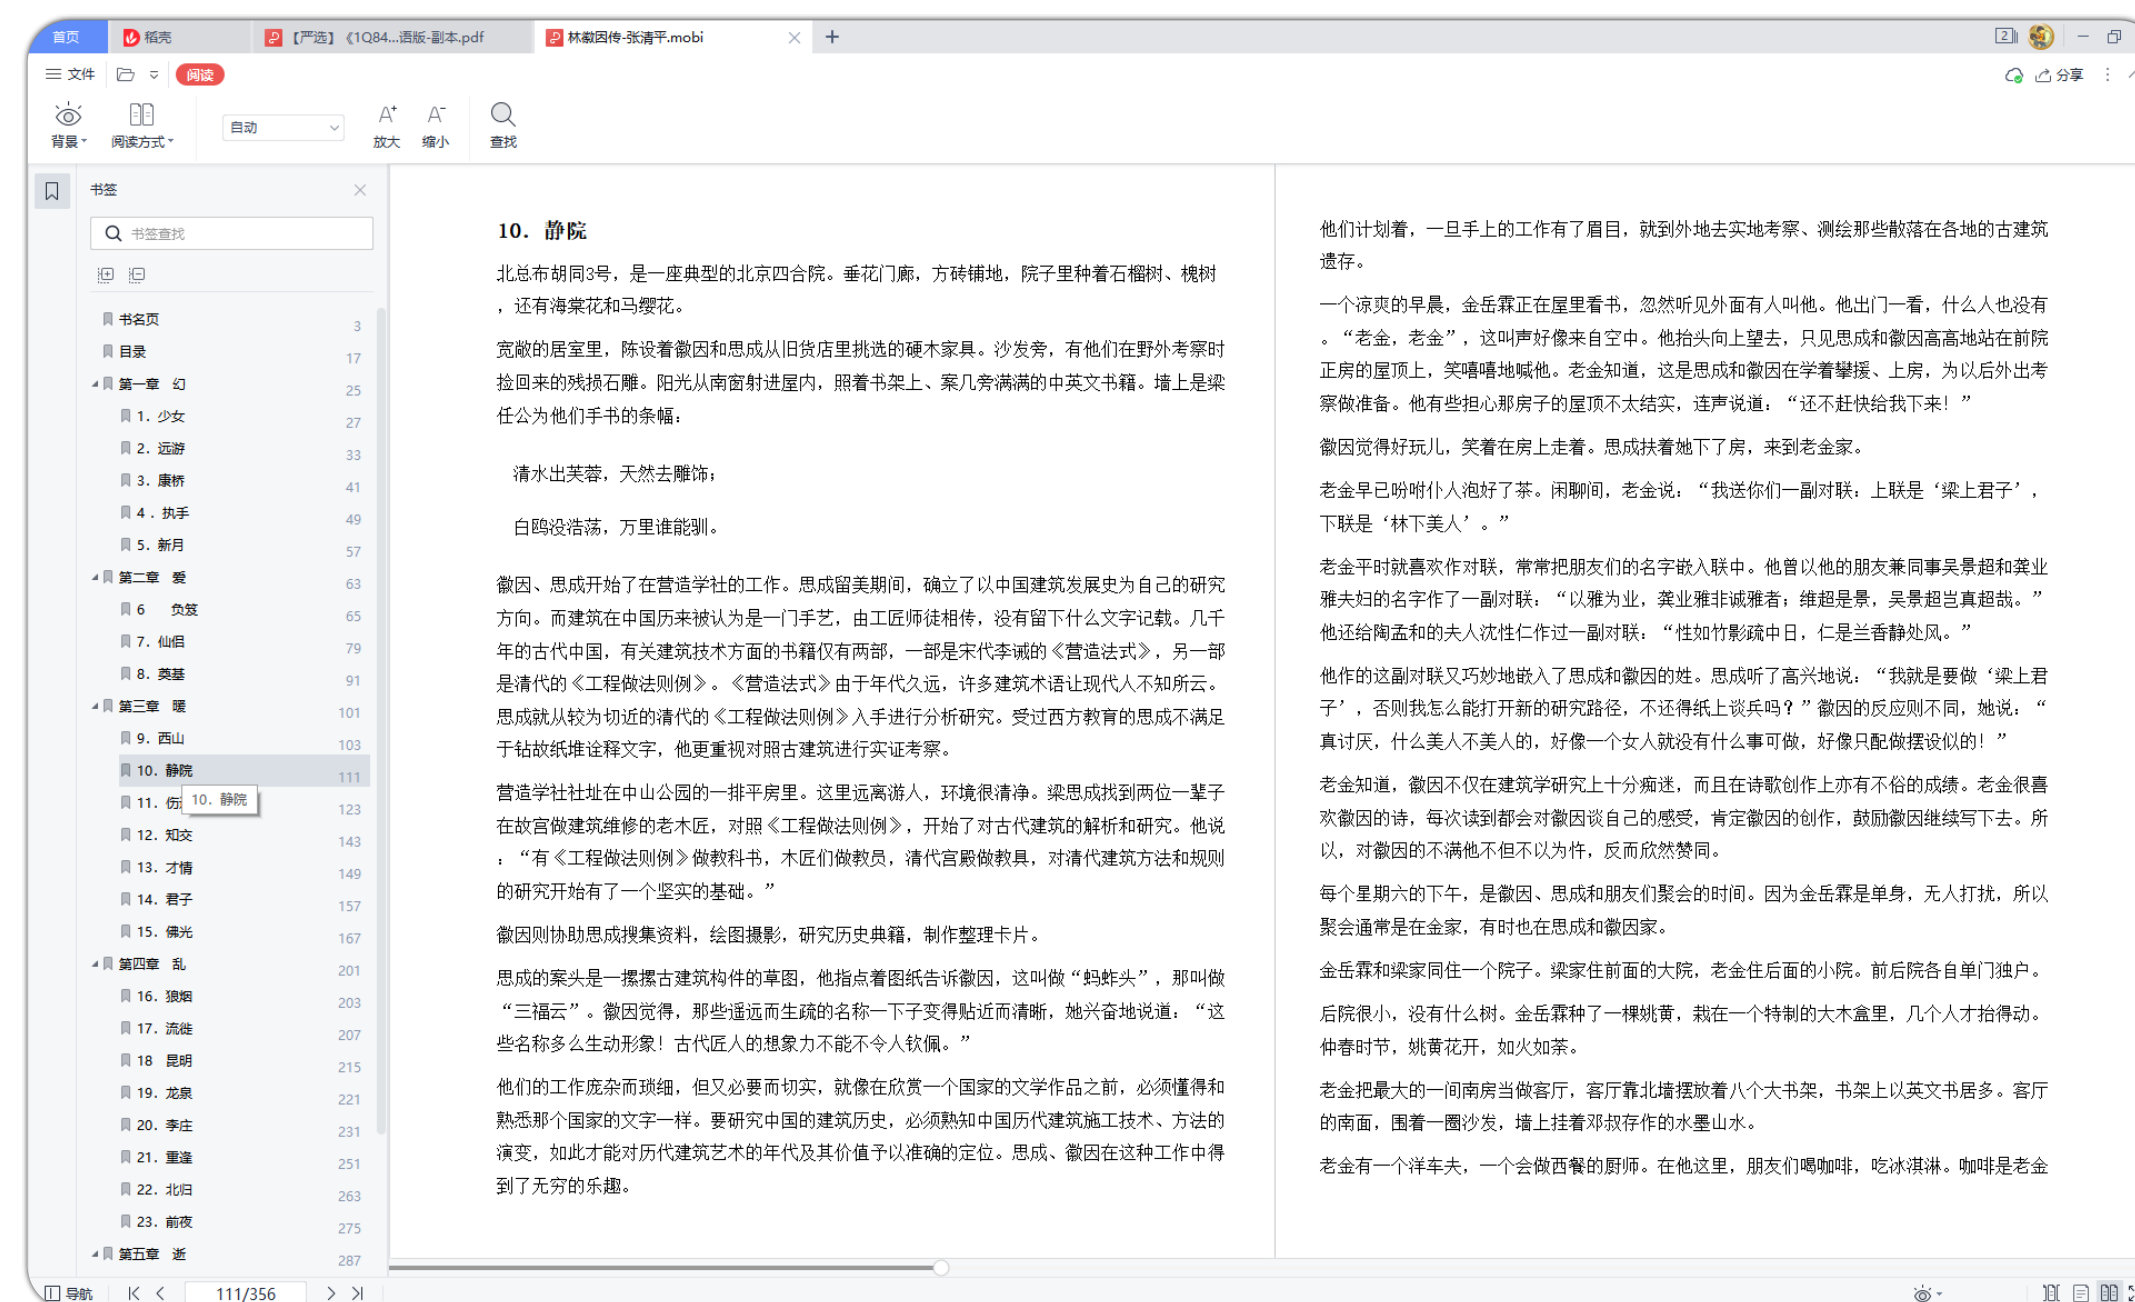 首页
稻壳
【严选】《1Q84...语版-副本.pdf
林徽因传-张清平.mobi
2
文件
阅读
分享
背景
阅读方式
自动
A+ 放大
A- 缩小
查找
书签
书签查找
书名页 3
目录 17
第一章 幻 25
1. 少女 27
2. 远游 33
3. 康桥 41
4 . 执手 49
5. 新月 57
第二章 爱 63
6 负笈 65
7. 仙侣 79
8. 奠基 91
第三章 暖 101
9. 西山 103
10. 静院 111
11. 伤 123
10. 静院
12. 知交 143
13. 才情 149
14. 君子 157
15. 佛光 167
第四章 乱 201
16. 狼烟 203
17. 流徙 207
18 昆明 215
19. 龙泉 221
20. 李庄 231
21. 重逢 251
22. 北归 263
23. 前夜 275
第五章 逝 287
10. 静院
北总布胡同3号，是一座典型的北京四合院。垂花门廊，方砖铺地，院子里种着石榴树、槐树
，还有海棠花和马缨花。
宽敞的居室里，陈设着徽因和思成从旧货店里挑选的硬木家具。沙发旁，有他们在野外考察时
捡回来的残损石雕。阳光从南窗射进屋内，照着书架上、案几旁满满的中英文书籍。墙上是梁
任公为他们手书的条幅：
清水出芙蓉，天然去雕饰；
白鸥没浩荡，万里谁能驯。
徽因、思成开始了在营造学社的工作。思成留美期间，确立了以中国建筑发展史为自己的研究
方向。而建筑在中国历来被认为是一门手艺，由工匠师徒相传，没有留下什么文字记载。几千
年的古代中国，有关建筑技术方面的书籍仅有两部，一部是宋代李诫的《营造法式》，另一部
是清代的《工程做法则例》。《营造法式》由于年代久远，许多建筑术语让现代人不知所云。
思成就从较为切近的清代的《工程做法则例》入手进行分析研究。受过西方教育的思成不满足
于钻故纸堆诠释文字，他更重视对照古建筑进行实证考察。
营造学社社址在中山公园的一排平房里。这里远离游人，环境很清净。梁思成找到两位一辈子
在故宫做建筑维修的老木匠，对照《工程做法则例》，开始了对古代建筑的解析和研究。他说
：“有《工程做法则例》做教科书，木匠们做教员，清代宫殿做教具，对清代建筑方法和规则
的研究开始有了一个坚实的基础。”
徽因则协助思成搜集资料，绘图摄影，研究历史典籍，制作整理卡片。
思成的案头是一摞摞古建筑构件的草图，他指点着图纸告诉徽因，这叫做“蚂蚱头”，那叫做
“三福云”。徽因觉得，那些遥远而生疏的名称一下子变得贴近而清晰，她兴奋地说道：“这
些名称多么生动形象！古代匠人的想象力不能不令人钦佩。”
他们的工作庞杂而琐细，但又必要而切实，就像在欣赏一个国家的文学作品之前，必须懂得和
熟悉那个国家的文字一样。要研究中国的建筑历史，必须熟知中国历代建筑施工技术、方法的
演变，如此才能对历代建筑艺术的年代及其价值予以准确的定位。思成、徽因在这种工作中得
到了无穷的乐趣。
他们计划着，一旦手上的工作有了眉目，就到外地去实地考察、测绘那些散落在各地的古建筑
遗存。
一个凉爽的早晨，金岳霖正在屋里看书，忽然听见外面有人叫他。他出门一看，什么人也没有
。“老金，老金”，这叫声好像来自空中。他抬头向上望去，只见思成和徽因高高地站在前院
正房的屋顶上，笑嘻嘻地喊他。老金知道，这是思成和徽因在学着攀援、上房，为以后外出考
察做准备。他有些担心那房子的屋顶不太结实，连声说道：“还不赶快给我下来！”
徽因觉得好玩儿，笑着在房上走着。思成扶着她下了房，来到老金家。
老金早已吩咐仆人泡好了茶。闲聊间，老金说：“我送你们一副对联：上联是‘梁上君子’，
下联是‘林下美人’。”
老金平时就喜欢作对联，常常把朋友们的名字嵌入联中。他曾以他的朋友兼同事吴景超和龚业
雅夫妇的名字作了一副对联：“以雅为业，龚业雅非诚雅者；维超是景，吴景超岂真超哉。”
他还给陶孟和的夫人沈性仁作过一副对联：“性如竹影疏中日，仁是兰香静处风。”
他作的这副对联又巧妙地嵌入了思成和徽因的姓。思成听了高兴地说：“我就是要做‘梁上君
子’，否则我怎么能打开新的研究路径，不还得纸上谈兵吗？”徽因的反应则不同，她说：“
真讨厌，什么美人不美人的，好像一个女人就没有什么事可做，好像只配做摆设似的！”
老金知道，徽因不仅在建筑学研究上十分痴迷，而且在诗歌创作上亦有不俗的成绩。老金很喜
欢徽因的诗，每次读到都会对徽因谈自己的感受，肯定徽因的创作，鼓励徽因继续写下去。所
以，对徽因的不满他不但不以为忤，反而欣然赞同。
每个星期六的下午，是徽因、思成和朋友们聚会的时间。因为金岳霖是单身，无人打扰，所以
聚会通常是在金家，有时也在思成和徽因家。
金岳霖和梁家同住一个院子。梁家住前面的大院，老金住后面的小院。前后院各自单门独户。
后院很小，没有什么树。金岳霖种了一棵姚黄，栽在一个特制的大木盒里，几个人才抬得动。
仲春时节，姚黄花开，如火如荼。
老金把最大的一间南房当做客厅，客厅靠北墙摆放着八个大书架，书架上以英文书居多。客厅
的南面，围着一圈沙发，墙上挂着邓叔存作的水墨山水。
老金有一个洋车夫，一个会做西餐的厨师。在他这里，朋友们喝咖啡，吃冰淇淋。咖啡是老金
导航
111/356